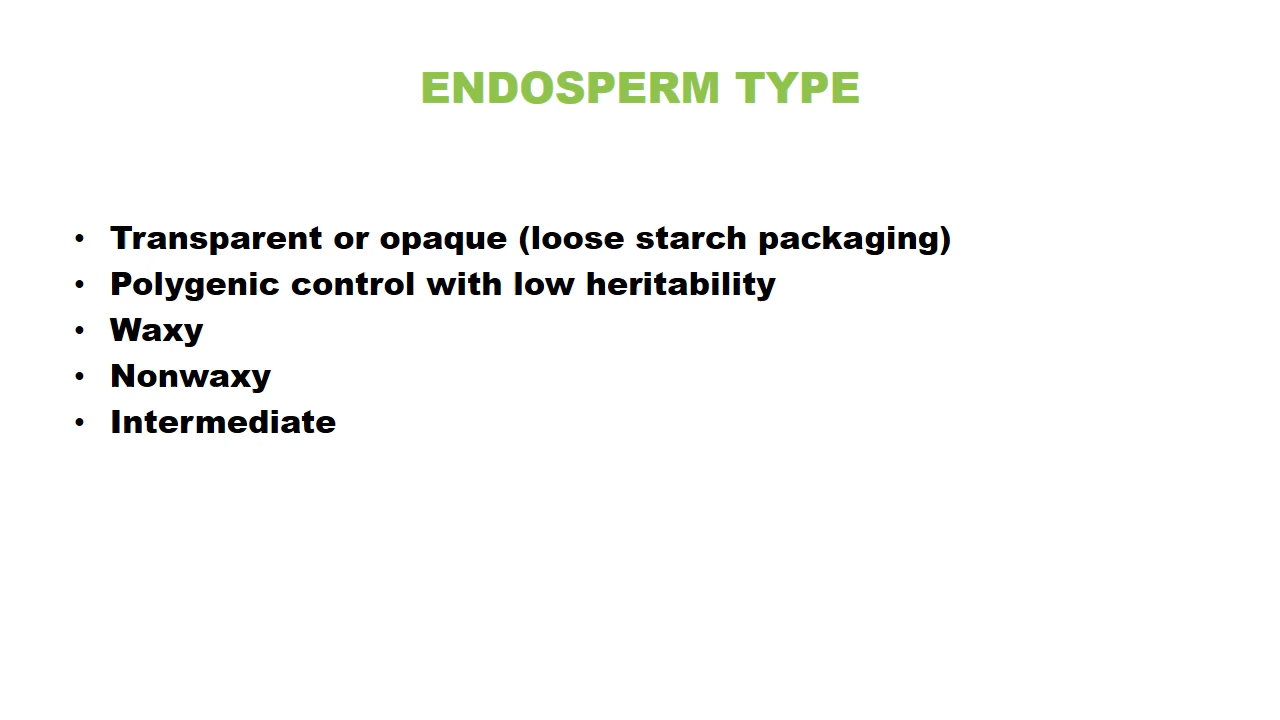 ENDOSPERM TYPE
• Transparent or opaque (loose starch packaging)
• Polygenic control with low heritability
• Waxy
• Nonwaxy
• Intermediate